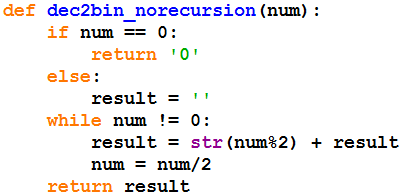 def dec2bin_norecursion(num):
    if num == 0:
        return '0'
    else:
        result = ''
    while num != 0:
        result = str(num%2) + result
        num = num/2
    return result